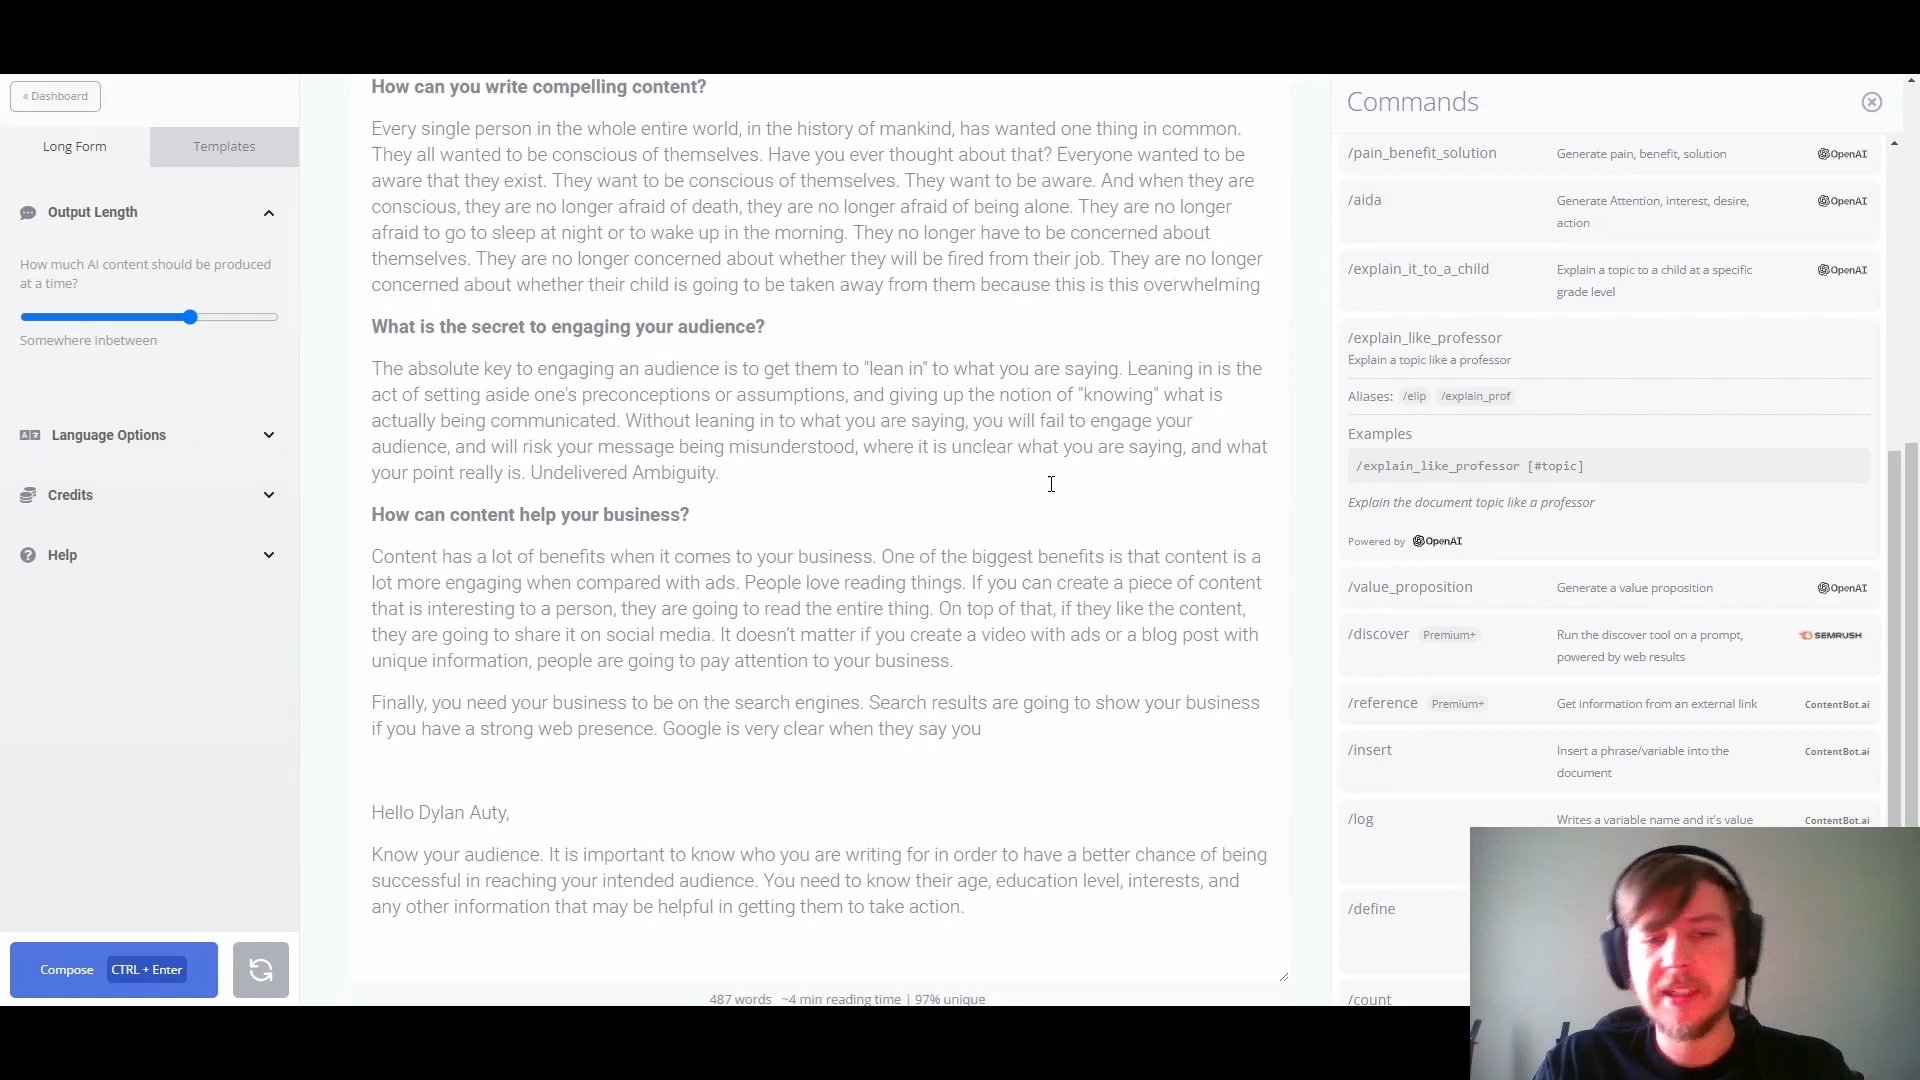 « Dashboard
Long Form
Templates
Output Length
How much AI content should be produced
at a time?
Somewhere inbetween
Language Options
Credits
Help
Compose CTRL + Enter
How can you write compelling content?
Every single person in the whole entire world, in the history of mankind, has wanted one thing in common.
They all wanted to be conscious of themselves. Have you ever thought about that? Everyone wanted to be
aware that they exist. They want to be conscious of themselves. They want to be aware. And when they are
conscious, they are no longer afraid of death, they are no longer afraid of being alone. They are no longer
afraid to go to sleep at night or to wake up in the morning. They no longer have to be concerned about
themselves. They are no longer concerned about whether they will be fired from their job. They are no longer
concerned about whether their child is going to be taken away from them because this is this overwhelming
What is the secret to engaging your audience?
The absolute key to engaging an audience is to get them to "lean in" to what you are saying. Leaning in is the
act of setting aside one's preconceptions or assumptions, and giving up the notion of "knowing" what is
actually being communicated. Without leaning in to what you are saying, you will fail to engage your
audience, and will risk your message being misunderstood, where it is unclear what you are saying, and what
your point really is. Undelivered Ambiguity.
How can content help your business?
Content has a lot of benefits when it comes to your business. One of the biggest benefits is that content is a
lot more engaging when compared with ads. People love reading things. If you can create a piece of content
that is interesting to a person, they are going to read the entire thing. On top of that, if they like the content,
they are going to share it on social media. It doesn't matter if you create a video with ads or a blog post with
unique information, people are going to pay attention to your business.
Finally, you need your business to be on the search engines. Search results are going to show your business
if you have a strong web presence. Google is very clear when they say you
Hello Dylan Auty,
Know your audience. It is important to know who you are writing for in order to have a better chance of being
successful in reaching your intended audience. You need to know their age, education level, interests, and
any other information that may be helpful in getting them to take action.
487 words ~4 min reading time | 97% unique
Commands
/pain_benefit_solution Generate pain, benefit, solution OpenAI
/aida Generate Attention, interest, desire, OpenAI
action
/explain_it_to_a_child Explain a topic to a child at a specific OpenAI
grade level
/explain_like_professor
Explain a topic like a professor
Aliases: /elip /explain_prof
Examples
/explain_like_professor [#topic]
Explain the document topic like a professor
Powered by OpenAI
/value_proposition Generate a value proposition OpenAI
/discover Premium+ Run the discover tool on a prompt, SEMRUSH
powered by web results
/reference Premium+ Get information from an external link ContentBot.ai
/insert Insert a phrase/variable into the ContentBot.ai
document
/log Writes a variable name and it's value ContentBot.ai
/define
/count